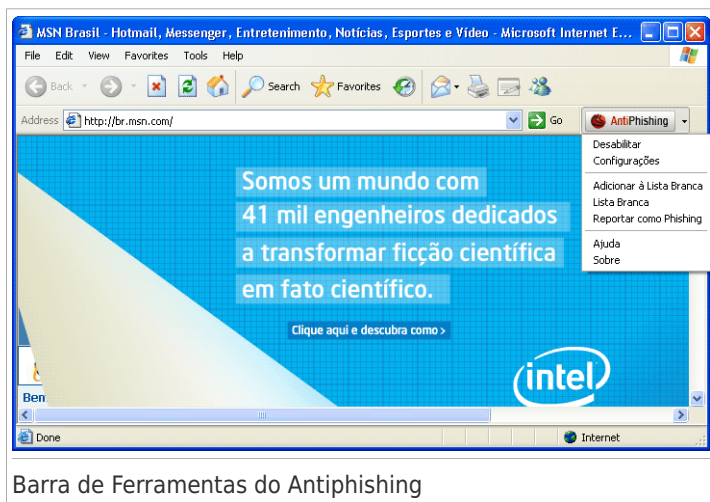 MSN Brasil - Hotmail, Messenger, Entretenimento, Notícias, Esportes e Vídeo - Microsoft Internet E...
File Edit View Favorites Tools Help
Back Search Favorites
Address http://br.msn.com/ Go AntiPhishing
Desabilitar
Configurações
Adicionar à Lista Branca
Lista Branca
Reportar como Phishing
Ajuda
Sobre
Somos um mundo com
41 mil engenheiros dedicados
a transformar ficção científica
em fato científico.
Clique aqui e descubra como >
intel
Ben
Done Internet
Barra de Ferramentas do Antiphishing